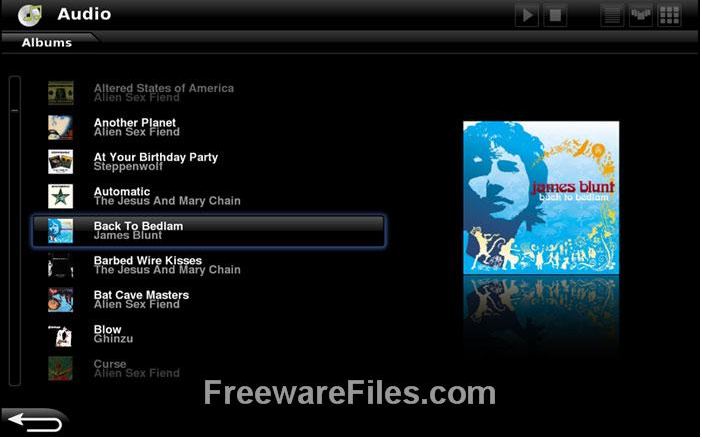 Audio
Albums
Altered States of America
Alien Sex Fiend
Another Planet
Alien Sex Fiend
At Your Birthday Party
Steppenwolf
Automatic
The Jesus And Mary Chain
Back To Bedlam
James Blunt
Barbed Wire Kisses
The Jesus And Mary Chain
Bat Cave Masters
Alien Sex Fiend
Blow
Ghinzu
Curse
Alien Sex Fiend
james blunt
back to bedlam
FreewareFiles.com